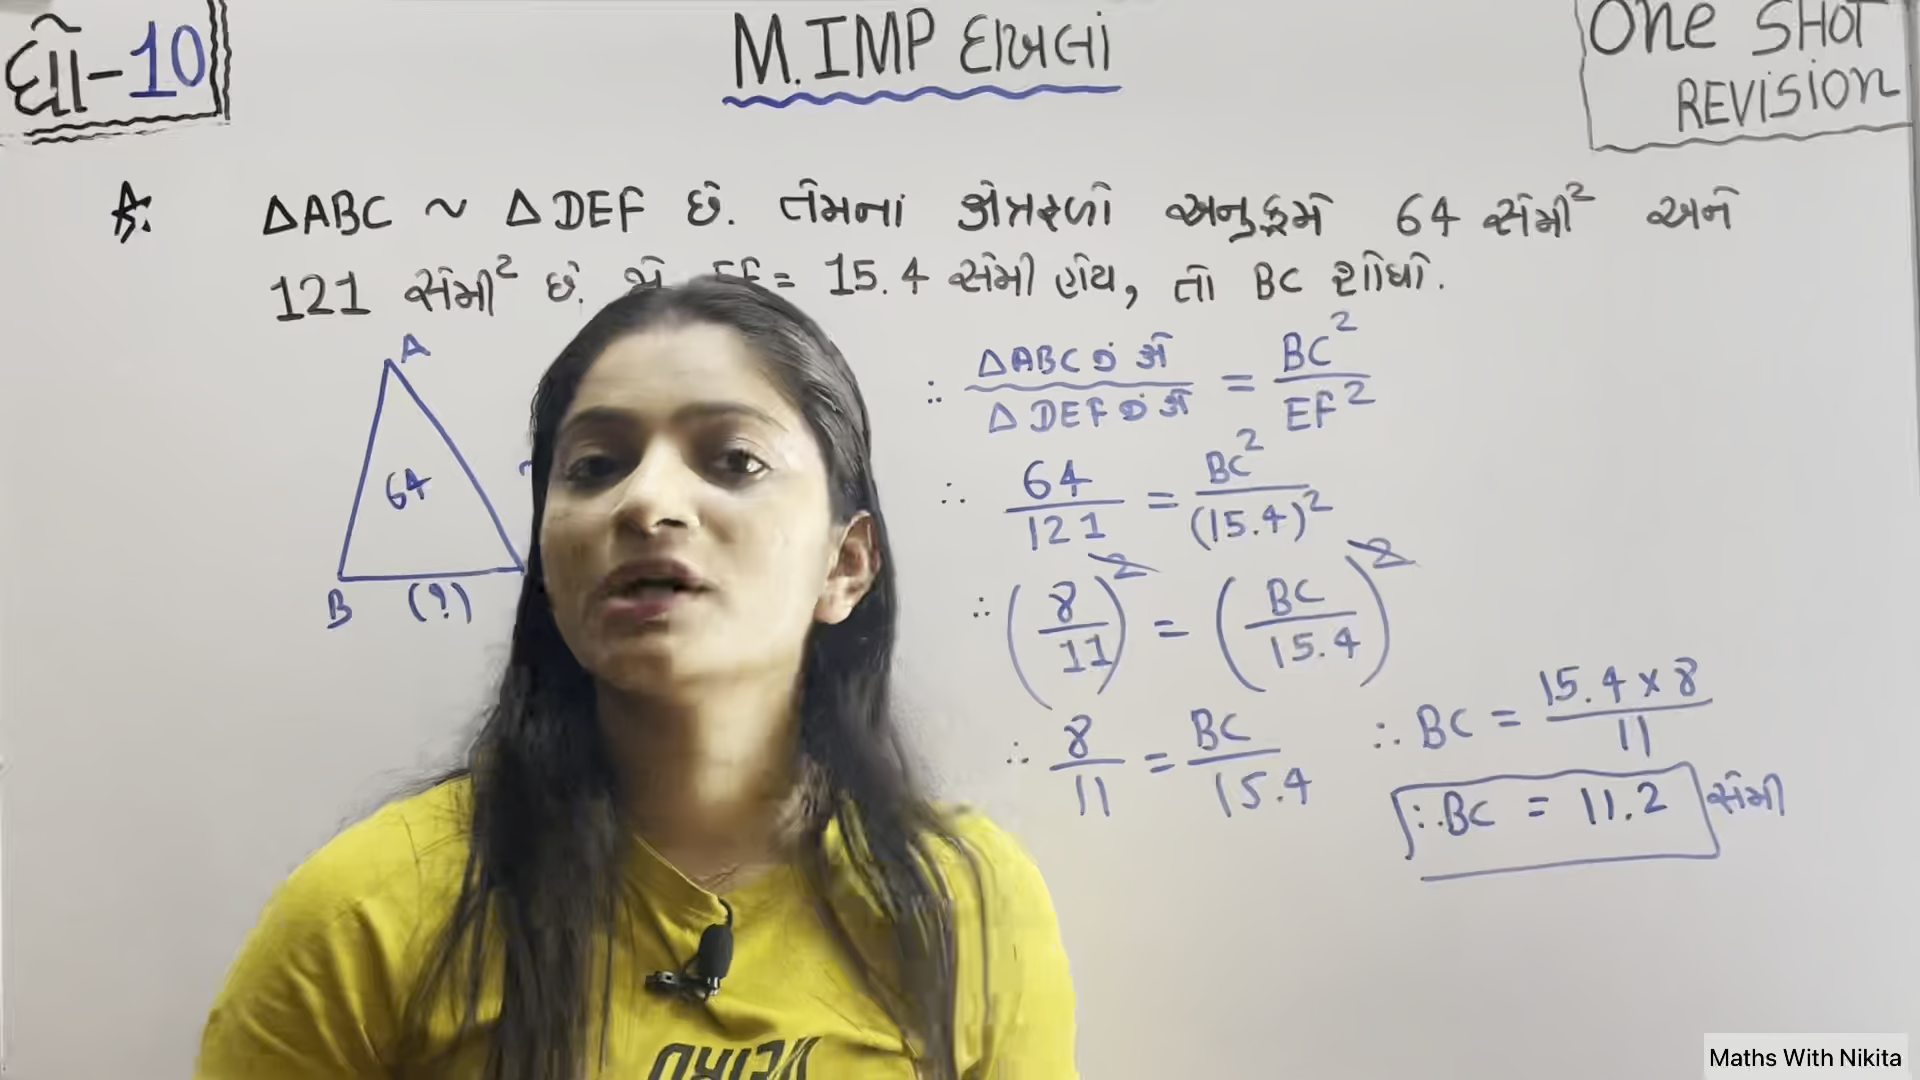 ધો-10
M.IMP દાખલાં
One SHOT
REVISION
A. ΔABC ~ ΔDEF છે. તેમનાં ક્ષેત્રફળો અનુક્રમે 64 સેમી² અને
121 સેમી² છે. જો EF = 15.4 સેમી હોય, તો BC શોધો.
A
64
B (?)
∴ ΔABC નું ક્ષે / ΔDEF નું ક્ષે = BC² / EF²
∴ 64/121 = BC²/(15.4)²
∴ (8/11)² = (BC/15.4)²
∴ 8/11 = BC/15.4
∴ BC = 15.4 x 8 / 11
∴ BC = 11.2 સેમી
Maths With Nikita